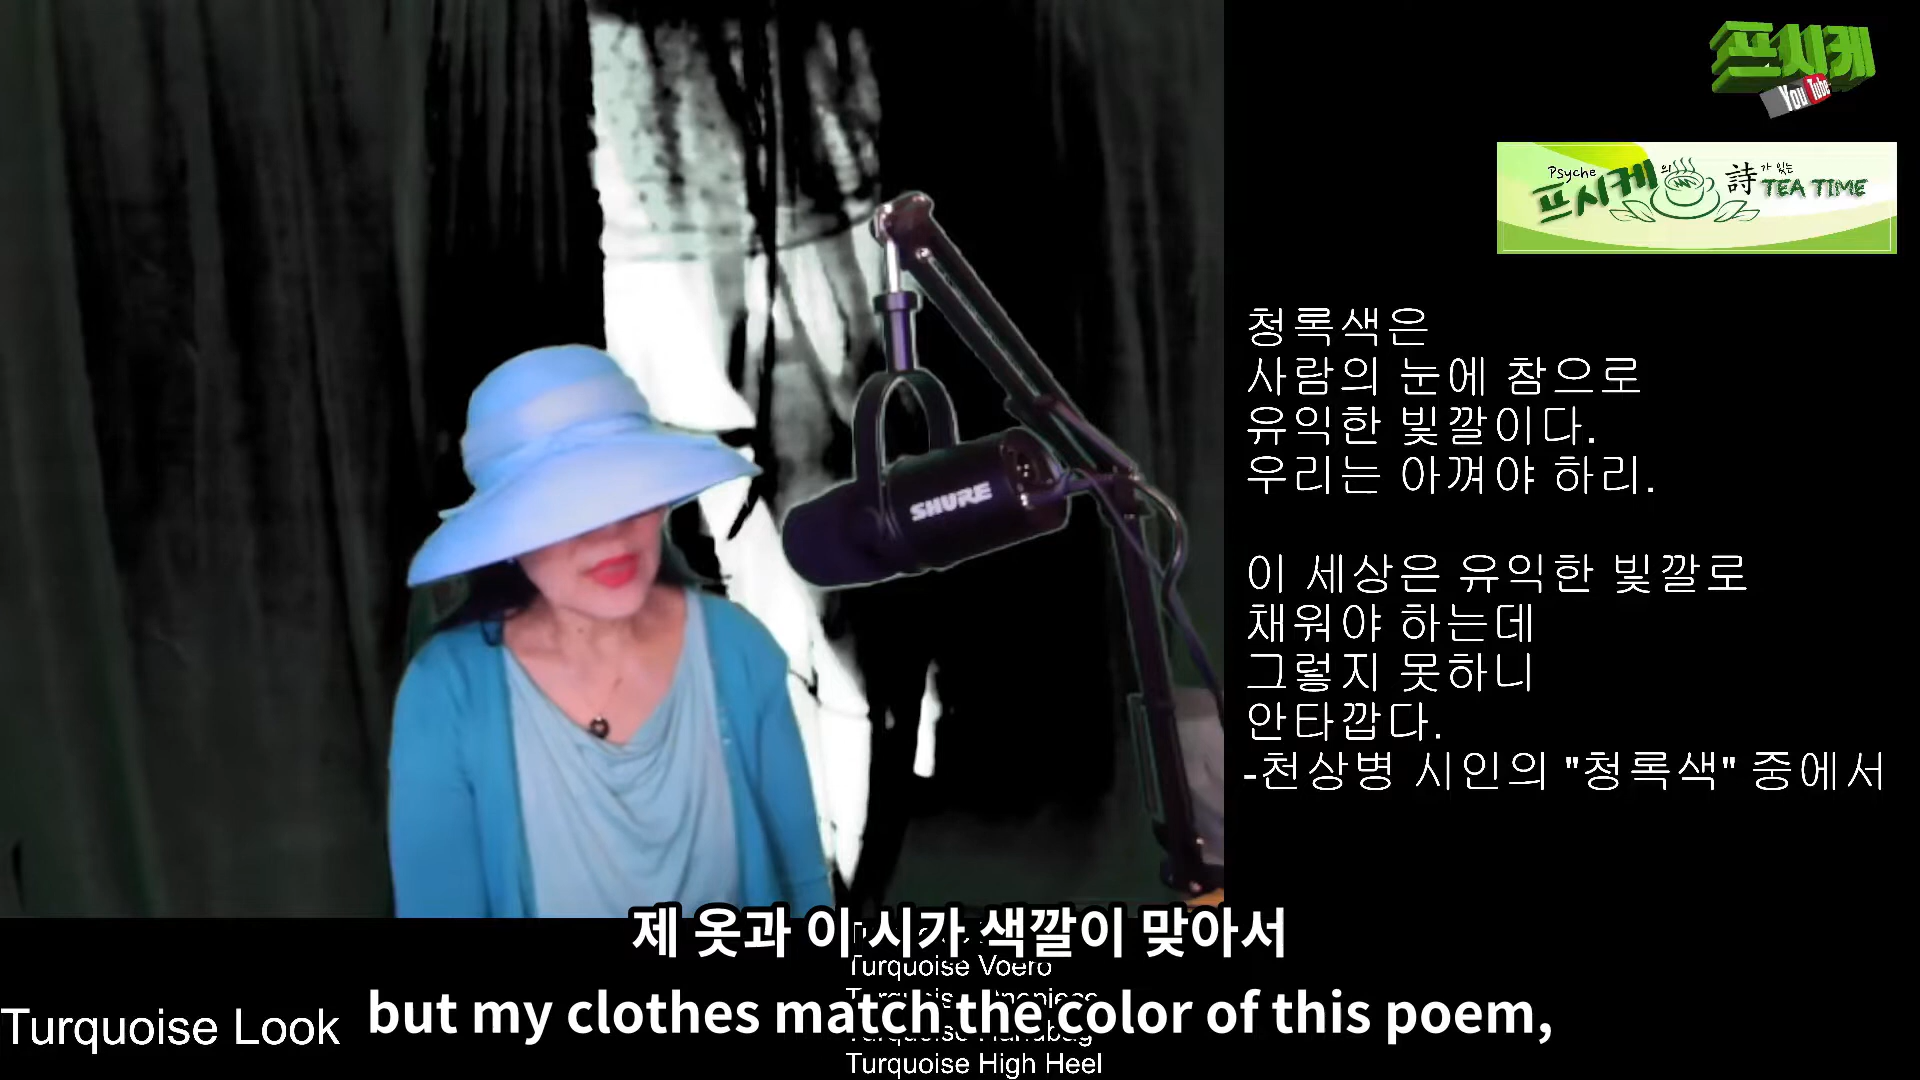 프시케
YouTube
Psyche
프시케의 詩가 있는 TEA TIME
SHURE
청록색은
사람의 눈에 참으로
유익한 빛깔이다.
우리는 아껴야 하리.
이 세상은 유익한 빛깔로
채워야 하는데
그렇지 못하니
안타깝다.
-천상병 시인의 "청록색" 중에서
제 옷과 이 시가 색깔이 맞아서
Turquoise Voero
but my clothes match the color of this poem,
Turquoise Look
Turquoise High Heel